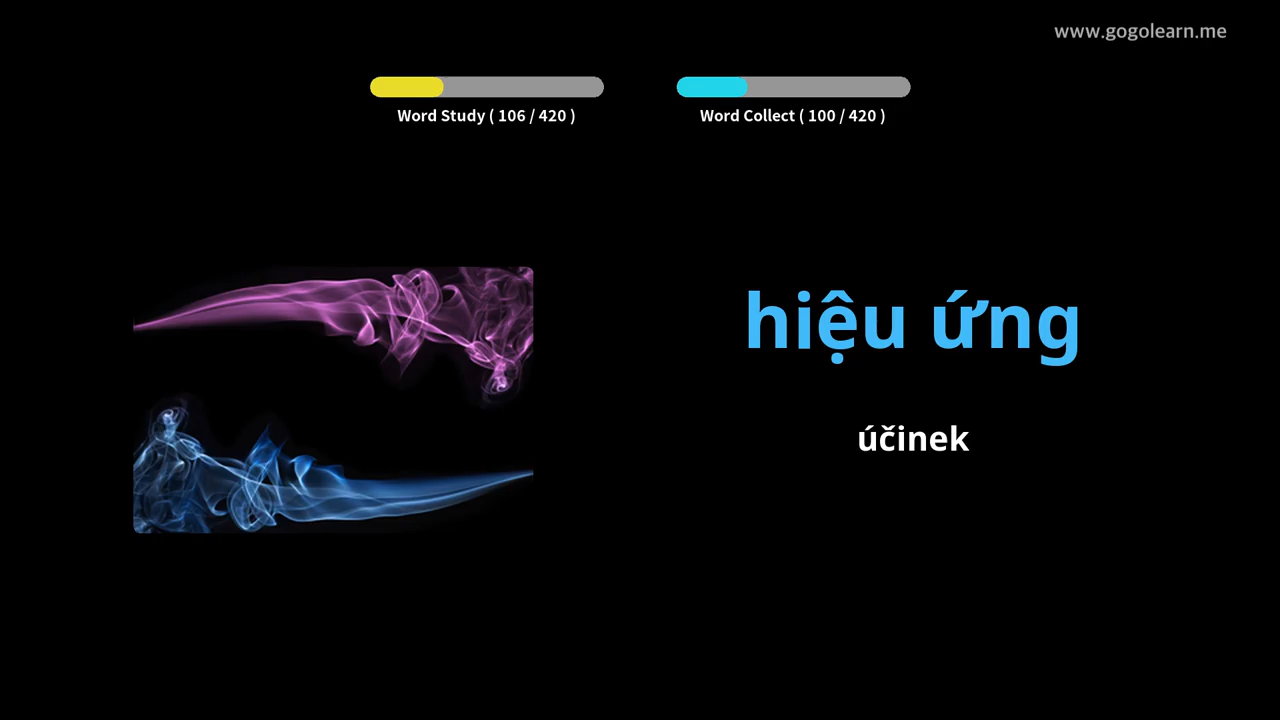 www.gogolearn.me
Word Study ( 106 / 420 )
Word Collect ( 100 / 420 )
hiệu ứng
účinek